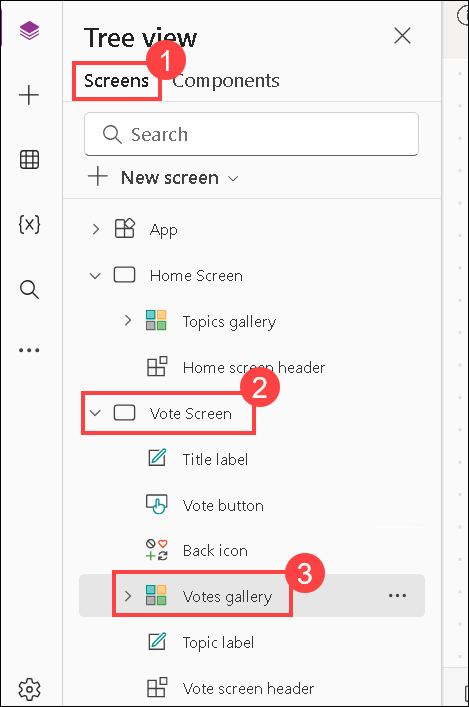 Tree view
1
Screens Components
Search
New screen
{x}
App
Home Screen
Topics gallery
Home screen header
2
Vote Screen
Title label
Vote button
Back icon
3
Votes gallery
Topic label
Vote screen header